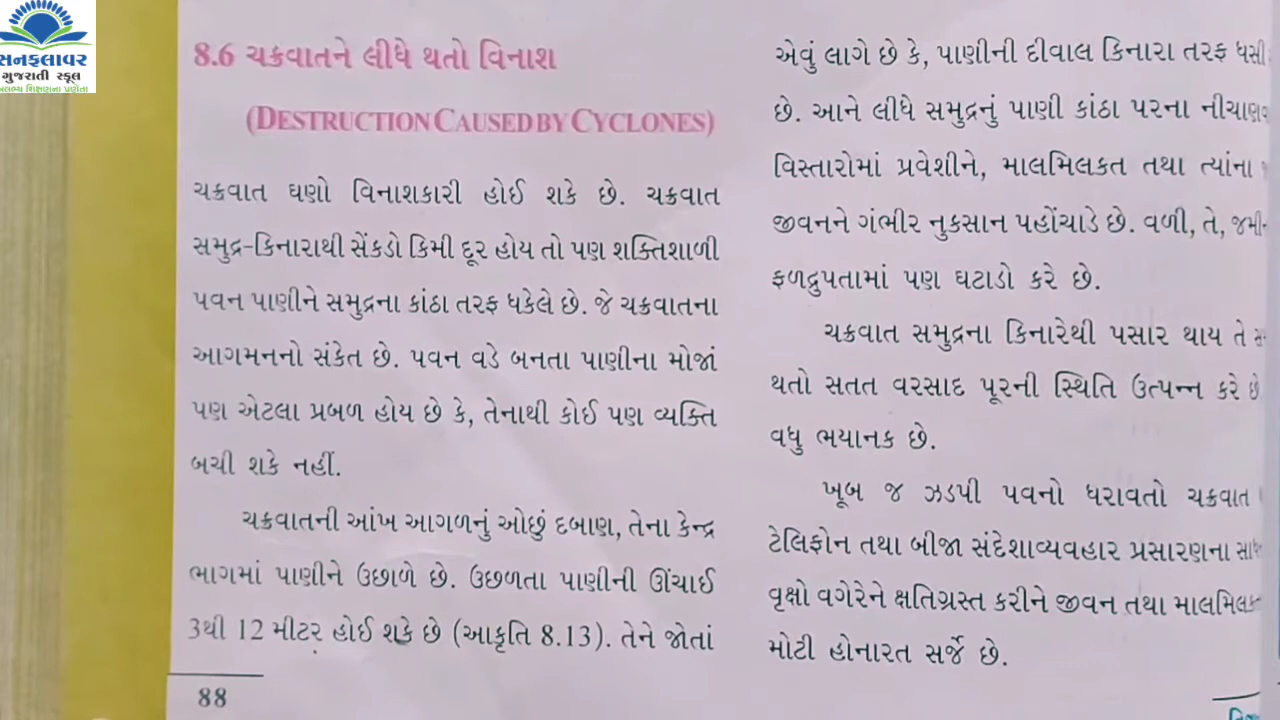 સનફલાવર
ગુજરાતી સ્કૂલ
8.6 ચક્રવાતને લીધે થતો વિનાશ
(DESTRUCTION CAUSED BY CYCLONES)
ચક્રવાત ઘણો વિનાશકારી હોઈ શકે છે. ચક્રવાત
સમુદ્ર-કિનારાથી સેંકડો કિમી દૂર હોય તો પણ શક્તિશાળી
પવન પાણીને સમુદ્રના કાંઠા તરફ ધકેલે છે. જે ચક્રવાતના
આગમનનો સંકેત છે. પવન વડે બનતા પાણીના મોજાં
પણ એટલા પ્રબળ હોય છે કે, તેનાથી કોઈ પણ વ્યક્તિ
બચી શકે નહીં.
ચક્રવાતની આંખ આગળનું ઓછું દબાણ, તેના કેન્દ્ર
ભાગમાં પાણીને ઉછાળે છે. ઉછળતા પાણીની ઊંચાઈ
3થી 12 મીટર હોઈ શકે છે (આકૃતિ 8.13). તેને જોતાં
88
એવું લાગે છે કે, પાણીની દીવાલ કિનારા તરફ ધસી
છે. આને લીધે સમુદ્રનું પાણી કાંઠા પરના
વિસ્તારોમાં પ્રવેશીને, માલમિલકત તથા ત્યાંના
જીવનને ગંભીર નુકસાન પહોંચાડે છે. વળી, તે,
ફળદ્રુપતામાં પણ ઘટાડો કરે છે.
ચક્રવાત સમુદ્રના કિનારેથી પસાર થાય તે
થતો સતત વરસાદ પૂરની સ્થિતિ ઉત્પન્ન કરે છે
વધુ ભયાનક છે.
ખૂબ જ ઝડપી પવનો ધરાવતો ચક્રવાત
ટેલિફોન તથા બીજા સંદેશાવ્યવહાર પ્રસારણના
વૃક્ષો વગેરેને ક્ષતિગ્રસ્ત કરીને જીવન તથા
મોટી હોનારત સર્જે છે.